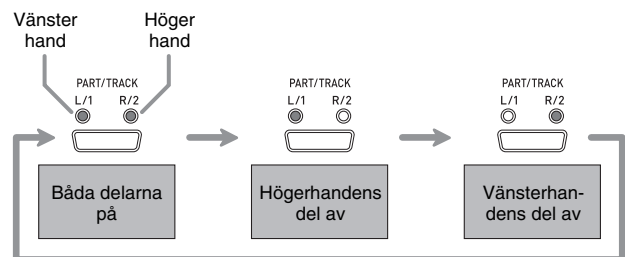 Vänster
hand
Höger
hand
PART/TRACK
L/1 R/2
PART/TRACK
L/1 R/2
PART/TRACK
L/1 R/2
Båda delarna
på
Högerhandens
del av
Vänsterhan-
dens del av